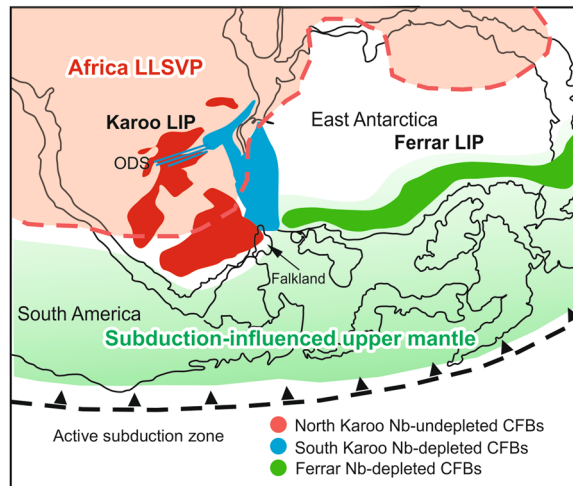 Africa LLSVP
Karoo LIP
East Antarctica
Ferrar LIP
ODS
Falkland
South America
Subduction-influenced upper mantle
Active subduction zone
North Karoo Nb-undepleted CFBs
South Karoo Nb-depleted CFBs
Ferrar Nb-depleted CFBs